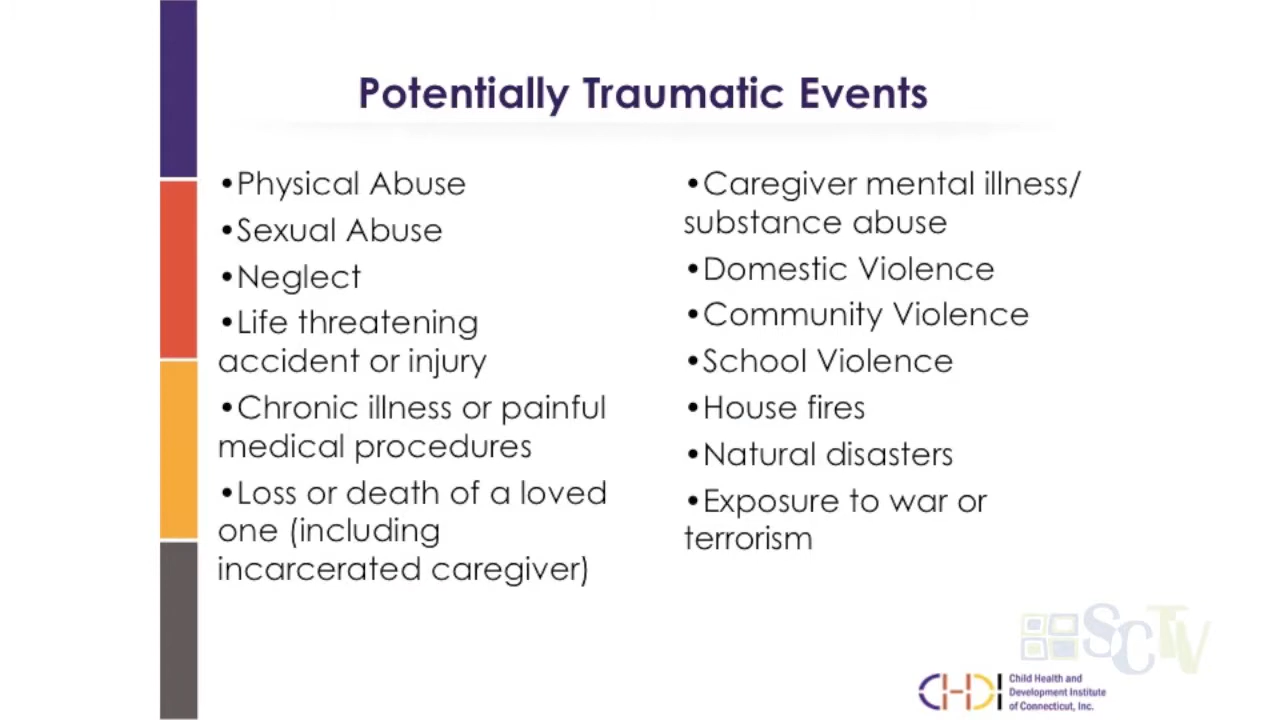 Potentially Traumatic Events
•Physical Abuse
•Sexual Abuse
•Neglect
•Life threatening
accident or injury
•Chronic illness or painful
medical procedures
•Loss or death of a loved
one (including
incarcerated caregiver)
•Caregiver mental illness/
substance abuse
•Domestic Violence
•Community Violence
•School Violence
•House fires
•Natural disasters
•Exposure to war or
terrorism
SCTV
CHDI
Child Health and
Development Institute
of Connecticut, Inc.